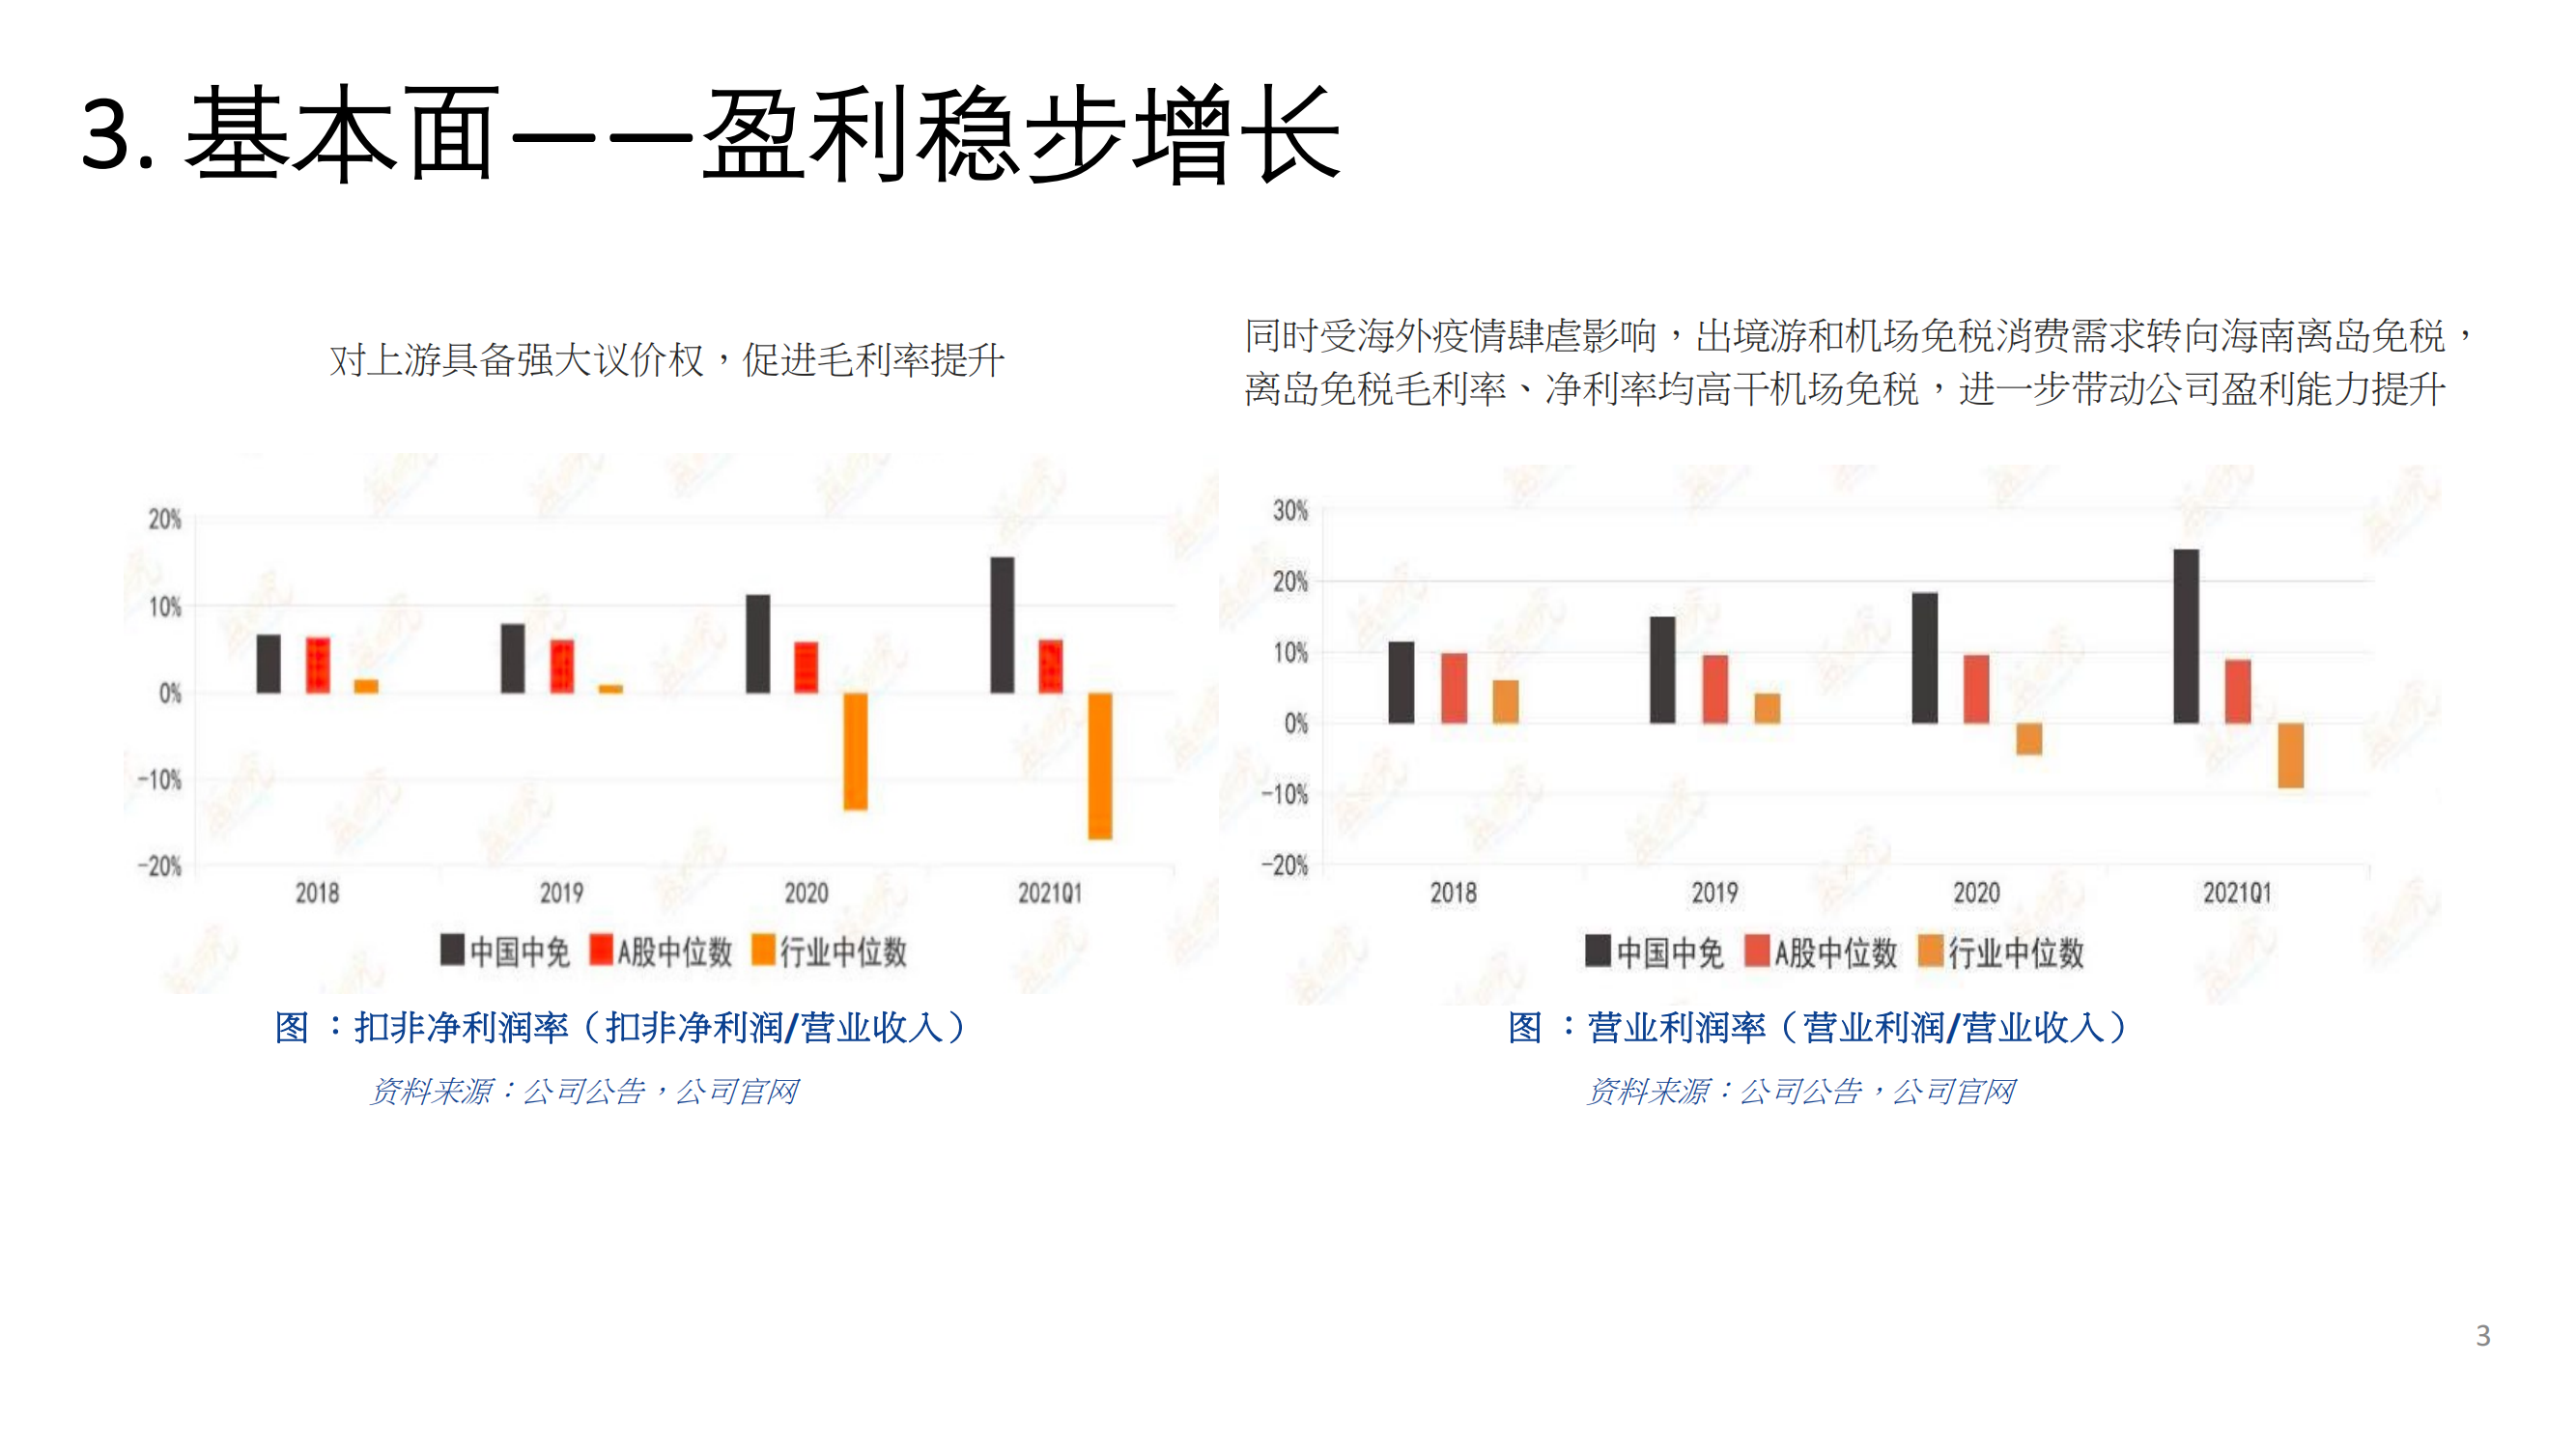 3. 基本面——盈利稳步增长
对上游具备强大议价权，促进毛利率提升
同时受海外疫情肆虐影响，出境游和机场免税消费需求转向海南离岛免税，
离岛免税毛利率、净利率均高于机场免税，进一步带动公司盈利能力提升
20%
10%
0%
-10%
-20%
2018 2019 2020 2021Q1
中国中免 A股中位数 行业中位数
图 ：扣非净利润率（扣非净利润/营业收入）
资料来源：公司公告，公司官网
30%
20%
10%
0%
-10%
-20%
2018 2019 2020 2021Q1
中国中免 A股中位数 行业中位数
图 ：营业利润率（营业利润/营业收入）
资料来源：公司公告，公司官网
3